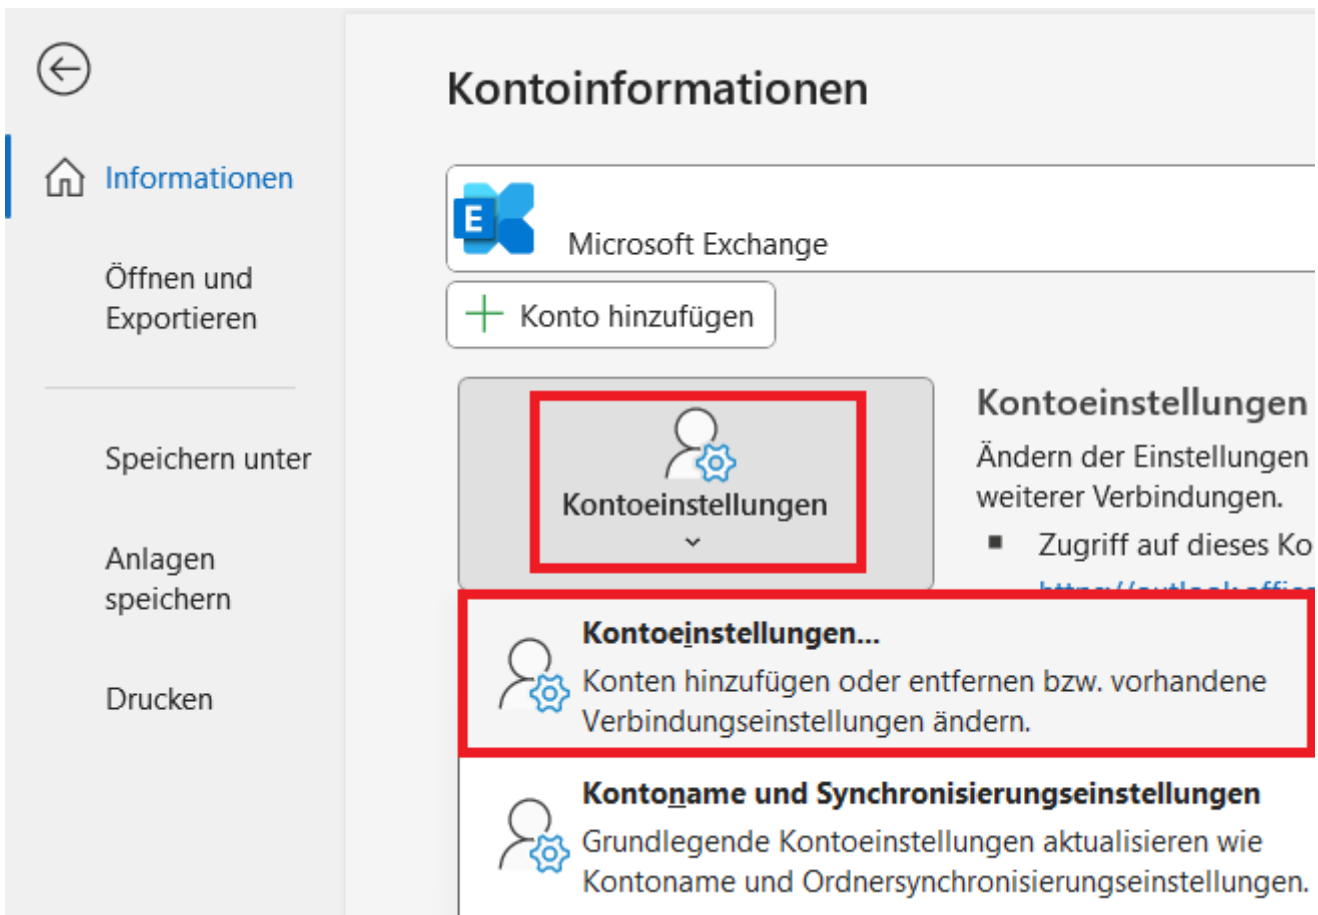 Kontoinformationen
Informationen
E
Microsoft Exchange
Öffnen und
Exportieren
Konto hinzufügen
Speichern unter
Anlagen
speichern
Drucken
Kontoeinstellungen
Kontoeinstellungen
Ändern der Einstellungen
weiterer Verbindungen.
Zugriff auf dieses Ko
Kontoeinstellungen...
Konten hinzufügen oder entfernen bzw. vorhandene
Verbindungseinstellungen ändern.
Kontoname und Synchronisierungseinstellungen
Grundlegende Kontoeinstellungen aktualisieren wie
Kontoname und Ordnersynchronisierungseinstellungen.